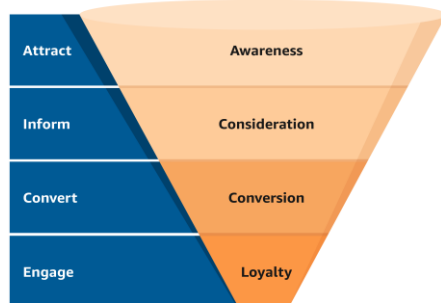 Attract
Awareness
Inform
Consideration
Convert
Conversion
Engage
Loyalty